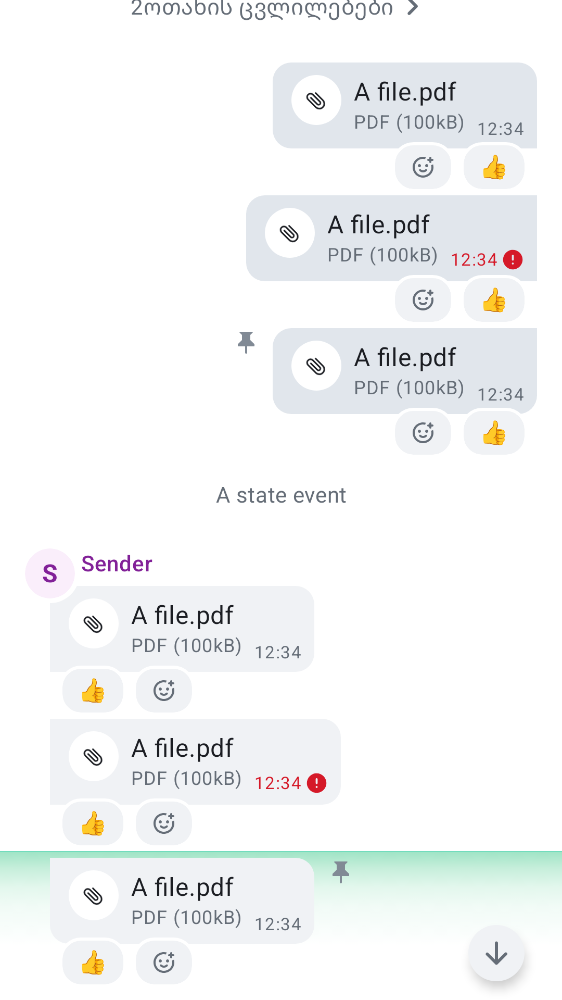 2ოთახის ცვლილებები
A file.pdf
PDF (100kB) 12:34
👍
A file.pdf
PDF (100kB) 12:34
👍
A file.pdf
PDF (100kB) 12:34
👍
A state event
S Sender
A file.pdf
PDF (100kB) 12:34
👍
A file.pdf
PDF (100kB) 12:34
👍
A file.pdf
PDF (100kB) 12:34
👍